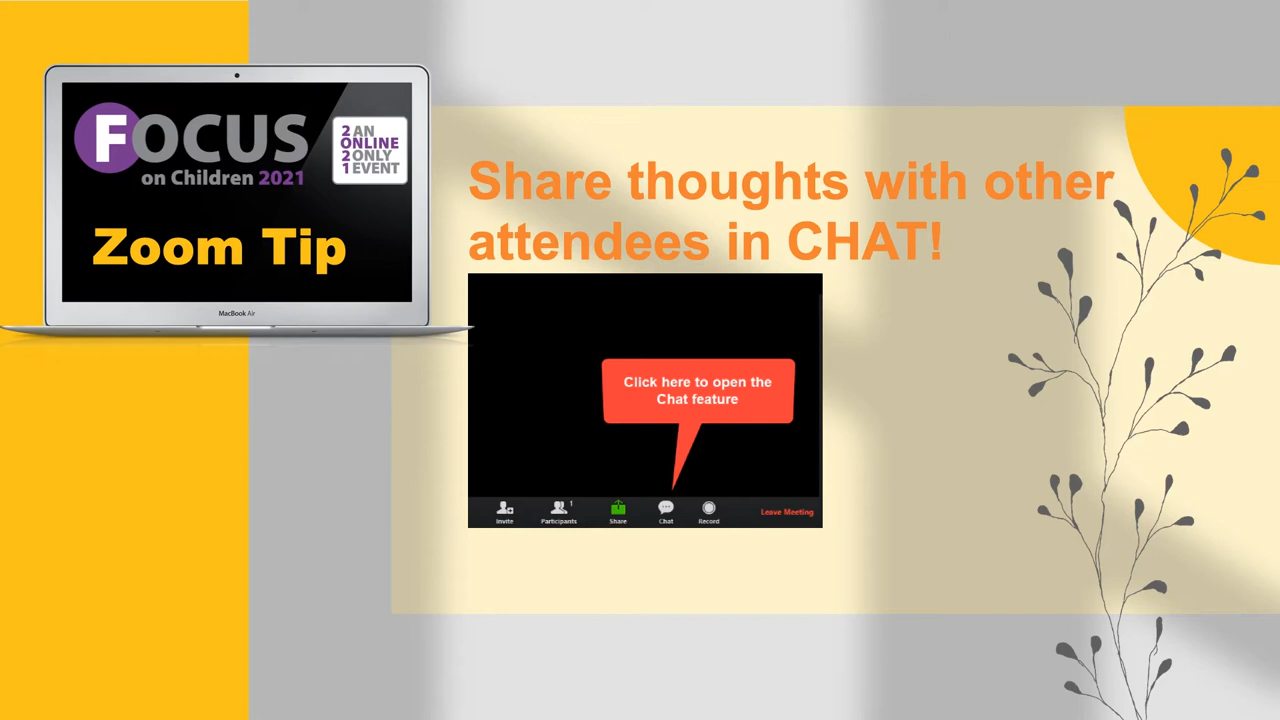 FOCUS
on Children 2021
2 AN
ONLINE
2 ONLY
1 EVENT
Zoom Tip
MacBook Air
Share thoughts with other
attendees in CHAT!
Click here to open the
Chat feature
1
Invite Participants Share Chat Record Leave Meeting